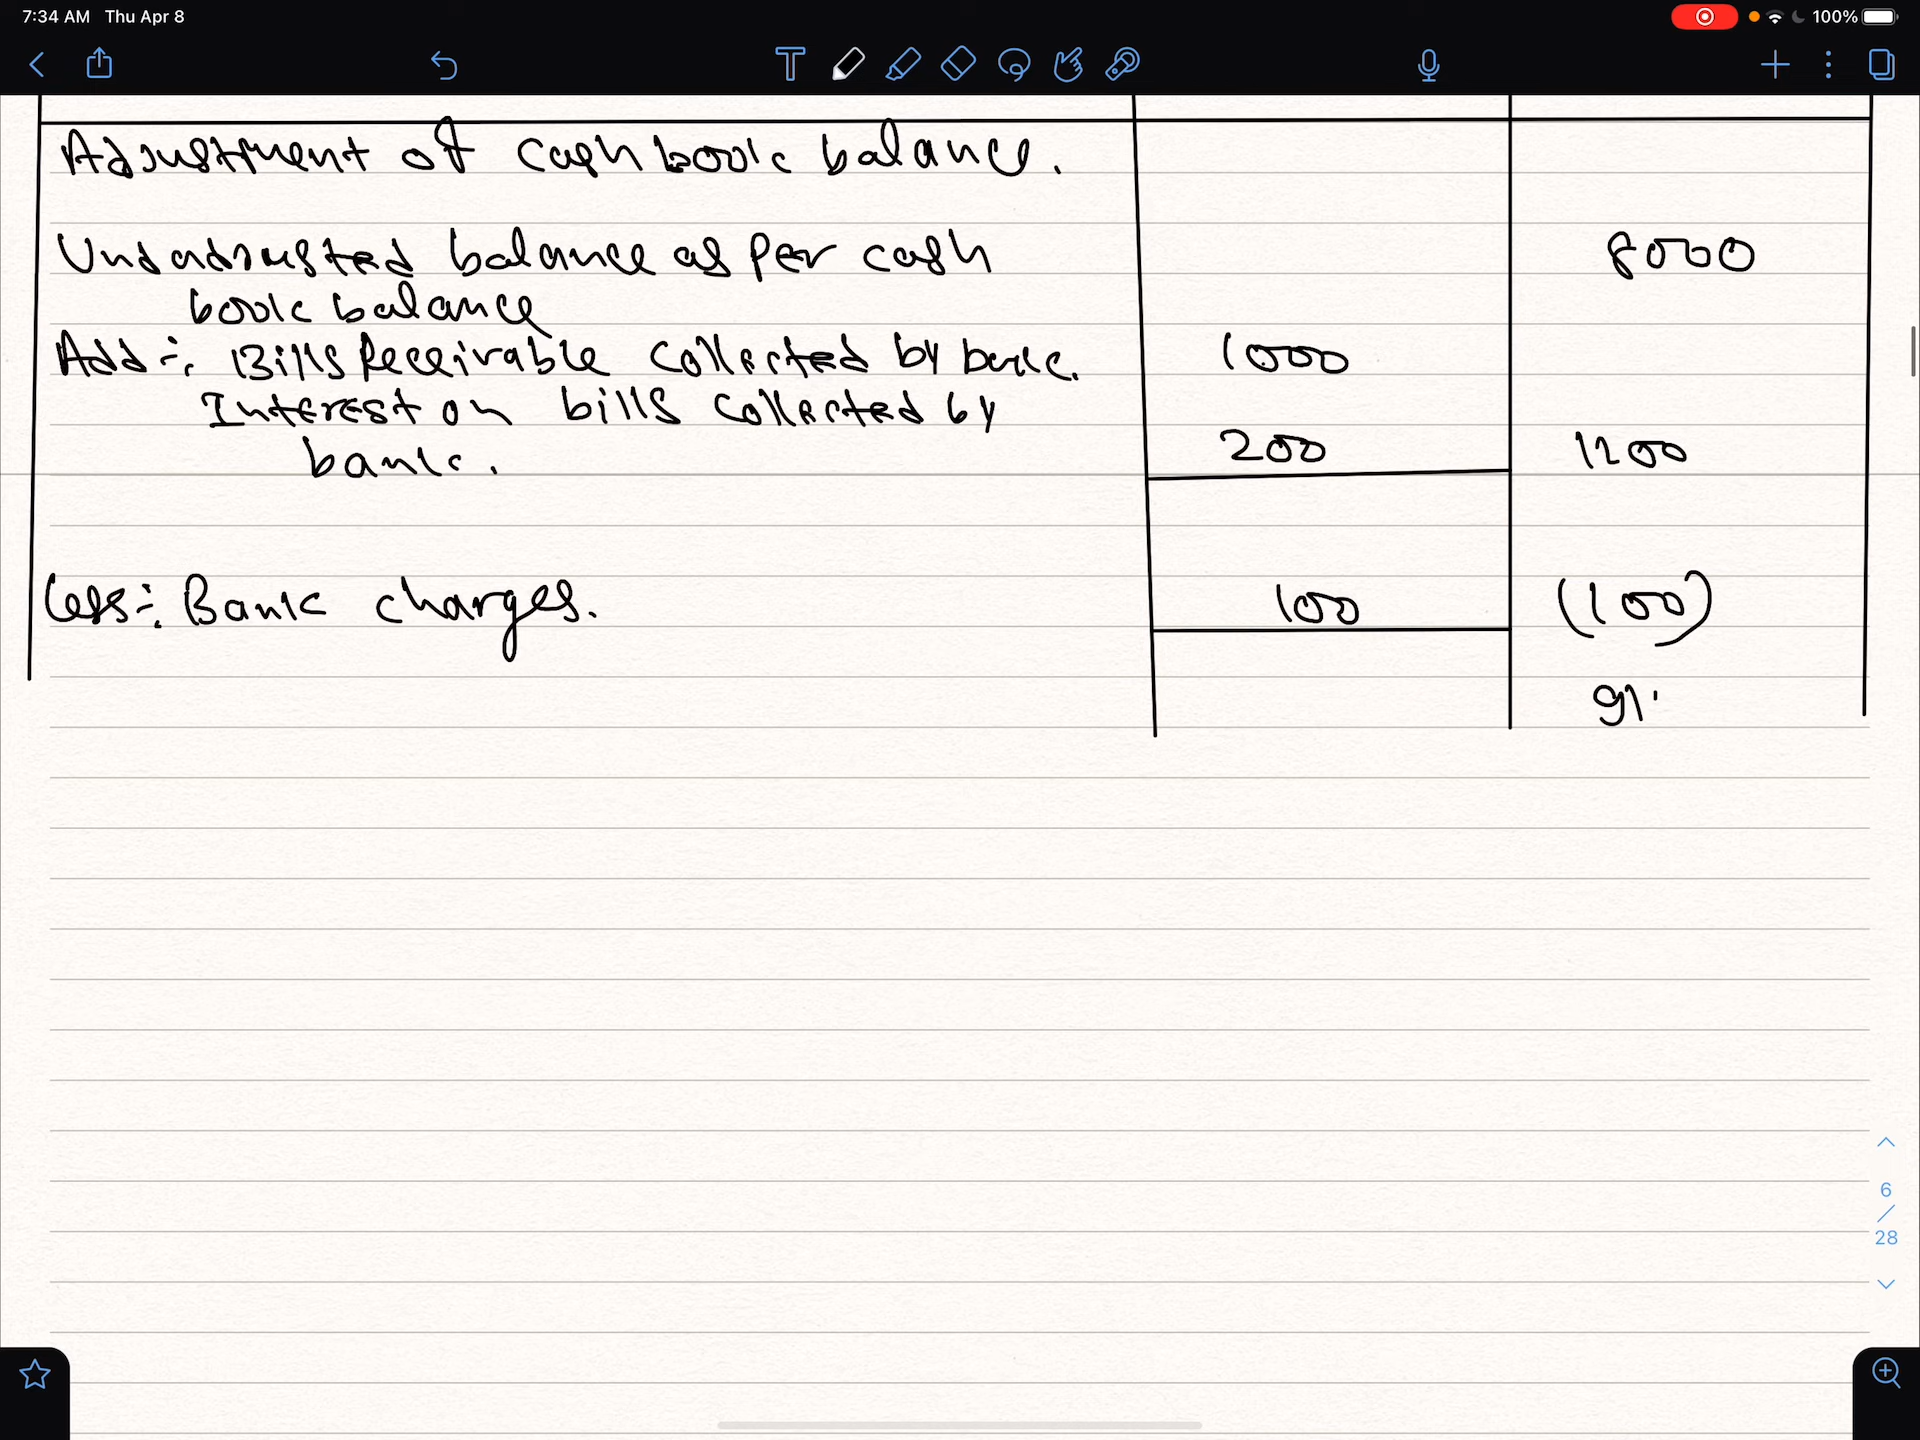 7:34 AM Thu Apr 8
100%
Adjustment of cash book balance.
Undadjusted balance as per cash 8000
book balance
Add :- Bills Receivable collected by bank. 1000
Interest on bills collected by
bank. 200 1200
Less :- Bank charges. 100 (100)
91
6
/
28